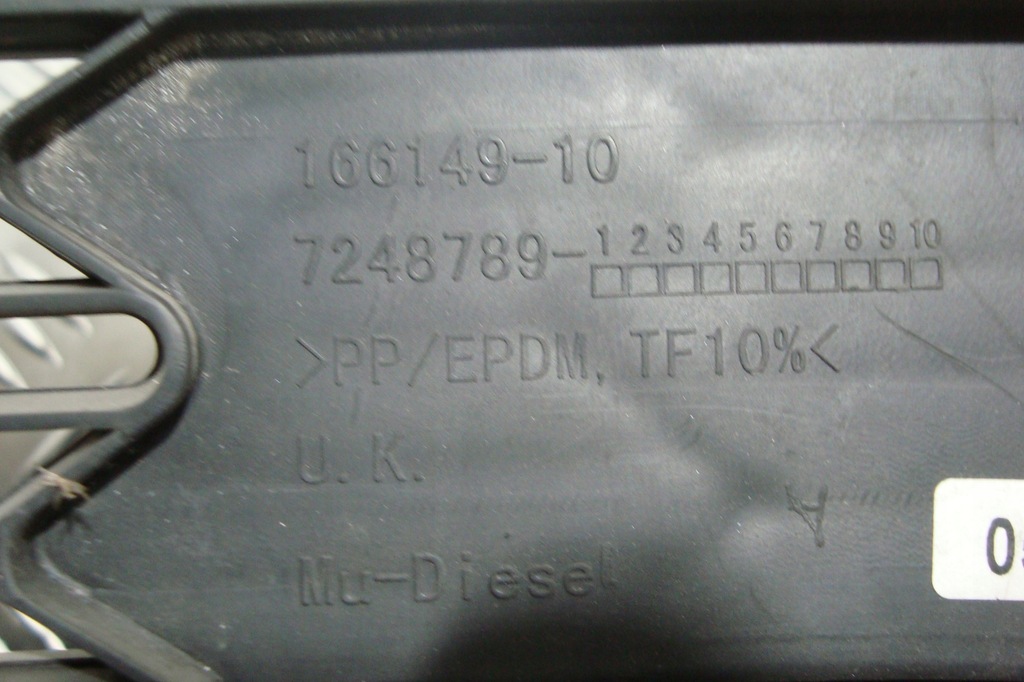 166149-10
7248789- 1 2 3 4 5 6 7 8 9 10
>PP/EPDM, TF10%<
U.K.
Mu-Diesel